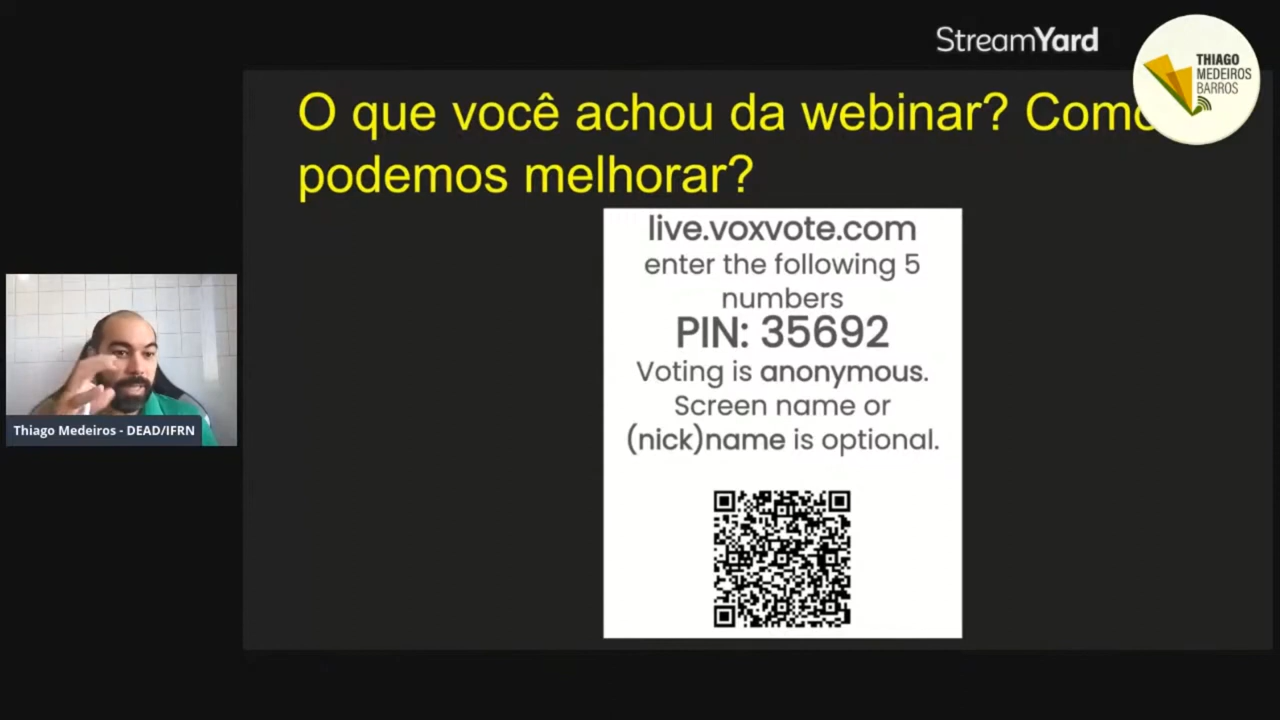 StreamYard
THIAGO
MEDEIROS
BARROS
O que você achou da webinar? Como
podemos melhorar?
live.voxvote.com
enter the following 5
numbers
PIN: 35692
Voting is anonymous.
Screen name or
(nick)name is optional.
Thiago Medeiros - DEAD/IFRN